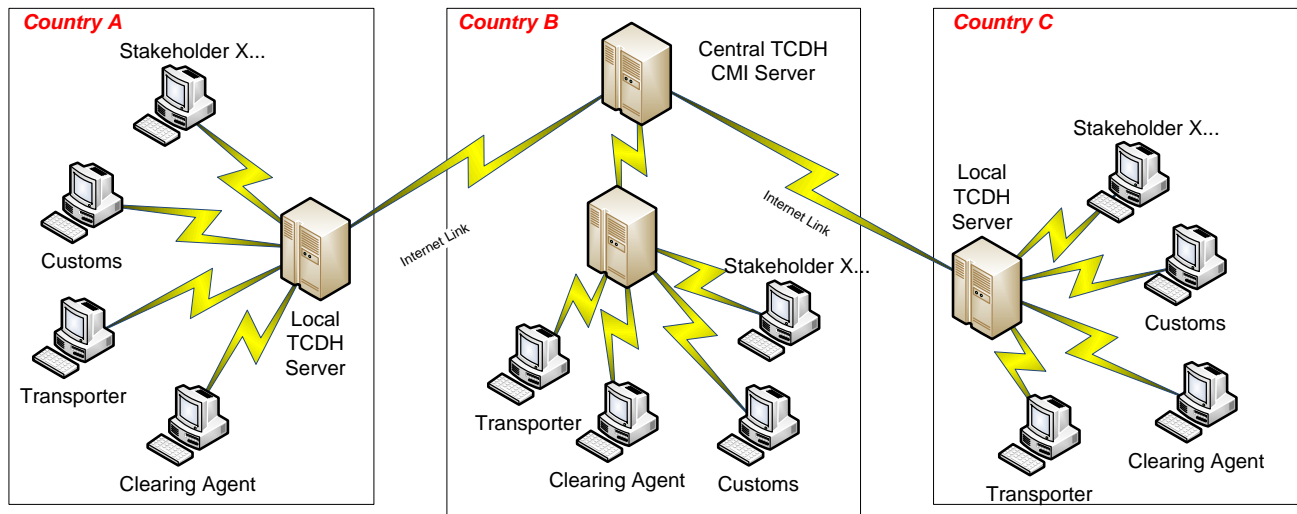 Country A
Stakeholder X...
Customs
Transporter
Clearing Agent
Local
TCDH
Server
Internet Link
Country B
Central TCDH
CMI Server
Internet Link
Stakeholder X...
Transporter
Clearing Agent
Customs
Country C
Stakeholder X...
Local
TCDH
Server
Customs
Clearing Agent
Transporter